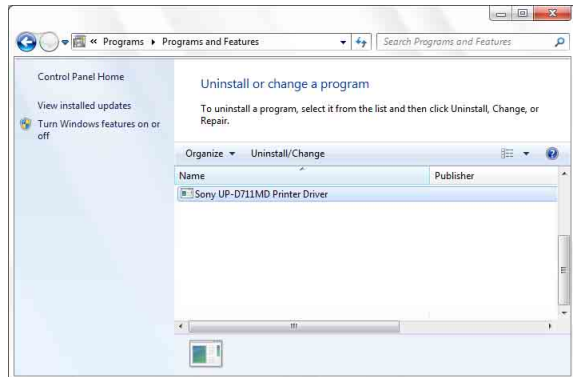 « Programs ▸ Programs and Features
Search Programs and Features
Control Panel Home
View installed updates
Turn Windows features on or
off
Uninstall or change a program
To uninstall a program, select it from the list and then click Uninstall, Change, or
Repair.
Organize Uninstall/Change
Name Publisher
Sony UP-D711MD Printer Driver